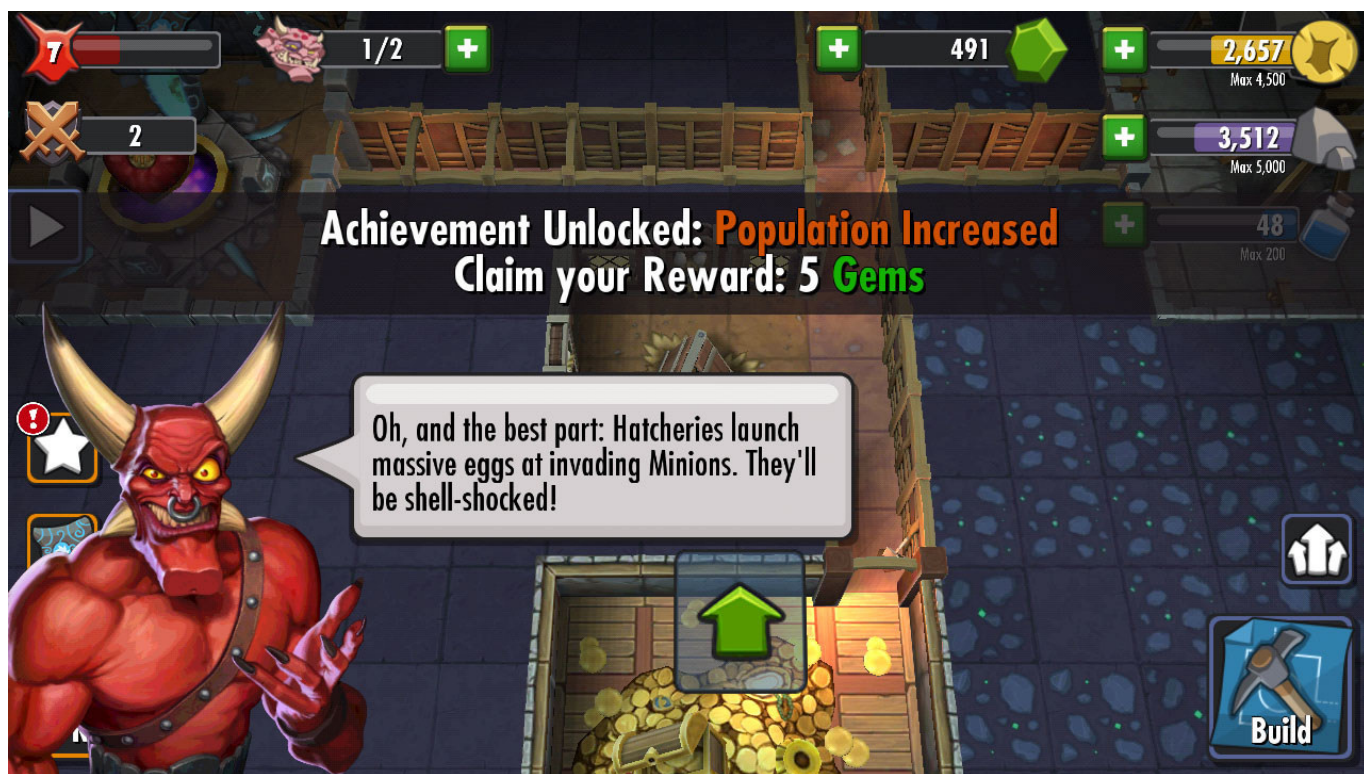 7
1/2
+
+
491
+
2,657
Max 4,500
2
+
3,512
Max 5,000
Achievement Unlocked: Population Increased
Claim your Reward: 5 Gems
+
48
Max 200
!
Oh, and the best part: Hatcheries launch
massive eggs at invading Minions. They'll
be shell-shocked!
Build